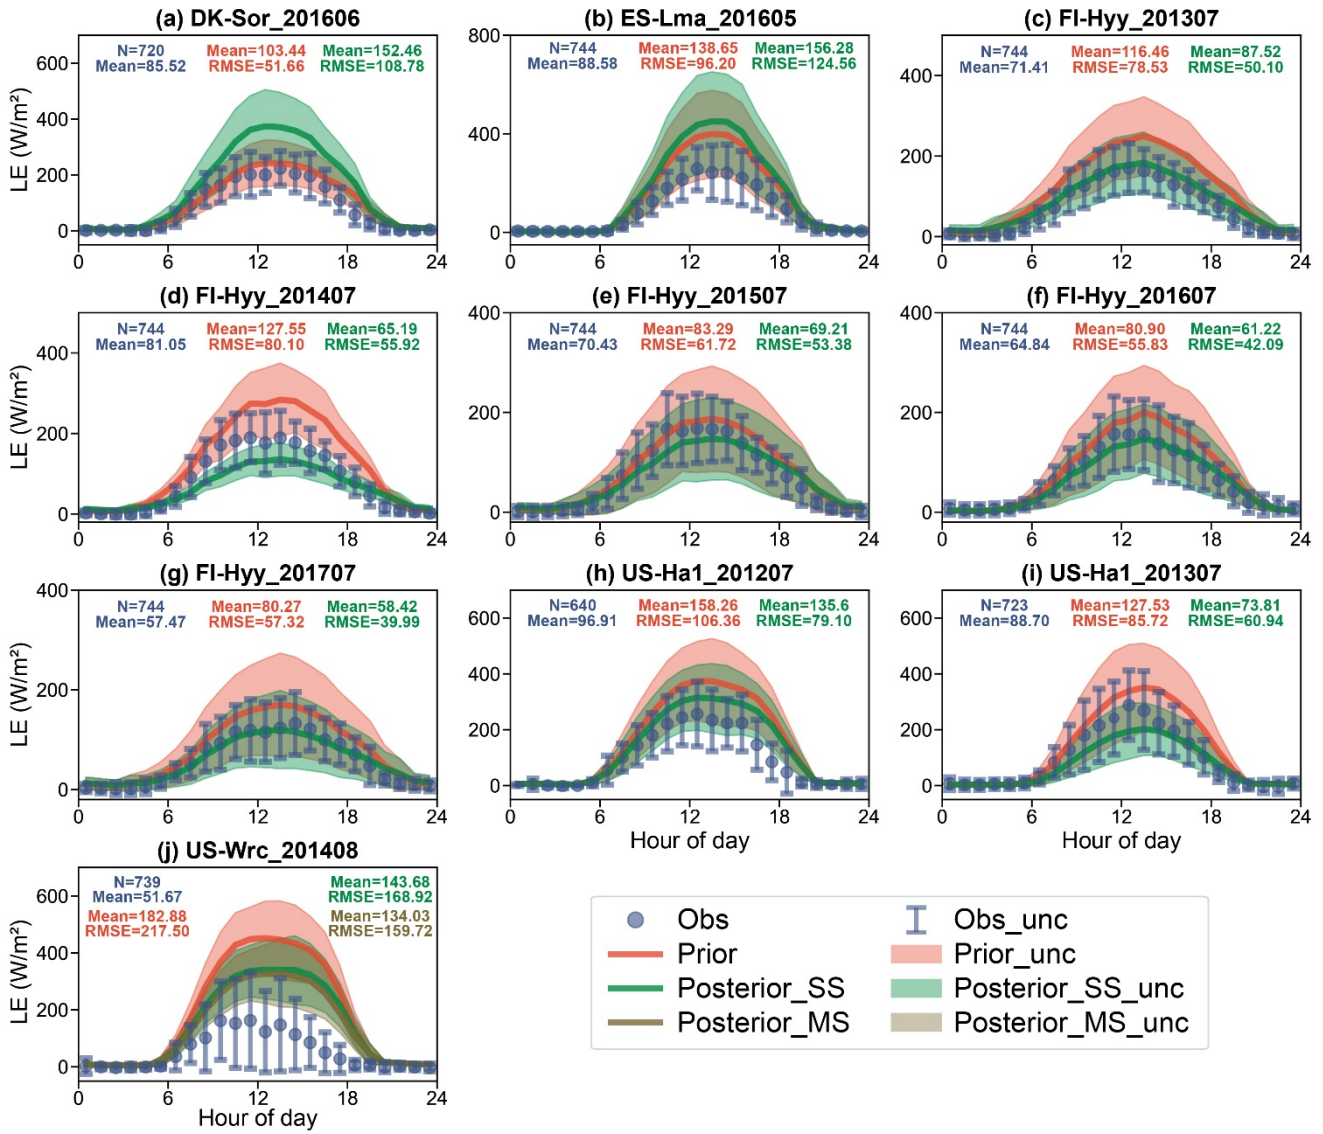 (a) DK-Sor_201606
N=720 Mean=103.44 Mean=152.46
Mean=85.52 RMSE=51.66 RMSE=108.78
600
400
200
0
LE (W/m²)
0 6 12 18 24
(b) ES-Lma_201605
N=744 Mean=138.65 Mean=156.28
Mean=88.58 RMSE=96.20 RMSE=124.56
800
400
0
0 6 12 18 24
(c) FI-Hyy_201307
N=744 Mean=116.46 Mean=87.52
Mean=71.41 RMSE=78.53 RMSE=50.10
400
200
0
0 6 12 18 24
(d) FI-Hyy_201407
N=744 Mean=127.55 Mean=65.19
Mean=81.05 RMSE=80.10 RMSE=55.92
400
200
0
LE (W/m²)
0 6 12 18 24
(e) FI-Hyy_201507
N=744 Mean=83.29 Mean=69.21
Mean=70.43 RMSE=61.72 RMSE=53.38
400
200
0
0 6 12 18 24
(f) FI-Hyy_201607
N=744 Mean=80.90 Mean=61.22
Mean=64.84 RMSE=55.83 RMSE=42.09
400
200
0
0 6 12 18 24
(g) FI-Hyy_201707
N=744 Mean=80.27 Mean=58.42
Mean=57.47 RMSE=57.32 RMSE=39.99
400
200
0
LE (W/m²)
0 6 12 18 24
(h) US-Ha1_201207
N=640 Mean=158.26 Mean=135.6
Mean=96.91 RMSE=106.36 RMSE=79.10
600
400
200
0
0 6 12 18 24
Hour of day
(i) US-Ha1_201307
N=723 Mean=127.53 Mean=73.81
Mean=88.70 RMSE=85.72 RMSE=60.94
600
400
200
0
0 6 12 18 24
Hour of day
(j) US-Wrc_201408
N=739 Mean=143.68
Mean=51.67 RMSE=168.92
Mean=182.88 Mean=134.03
RMSE=217.50 RMSE=159.72
600
400
200
0
LE (W/m²)
0 6 12 18 24
Hour of day
Obs Obs_unc
Prior Prior_unc
Posterior_SS Posterior_SS_unc
Posterior_MS Posterior_MS_unc